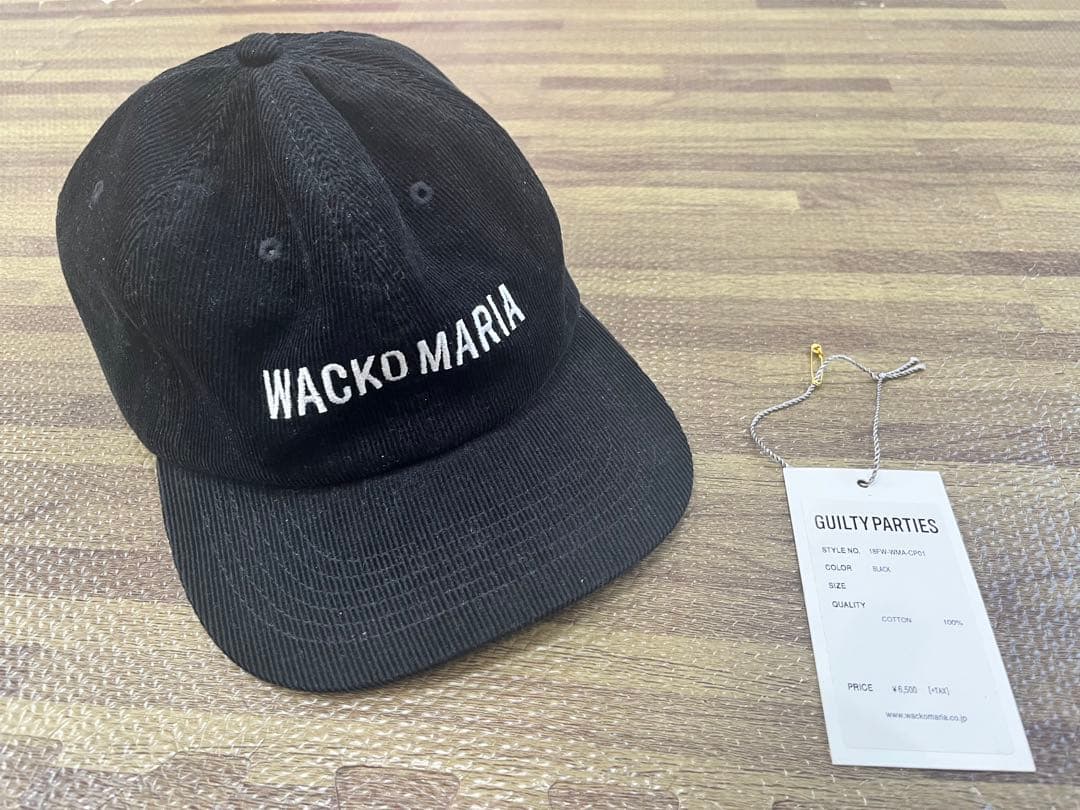 WACKO MARIA
GUILTY PARTIES
STYLE NO. 18FW-WMA-CP01
COLOR BLACK
SIZE
QUALITY
COTTON 100%
PRICE ¥6,500 [+TAX]
www.wackomaria.co.jp